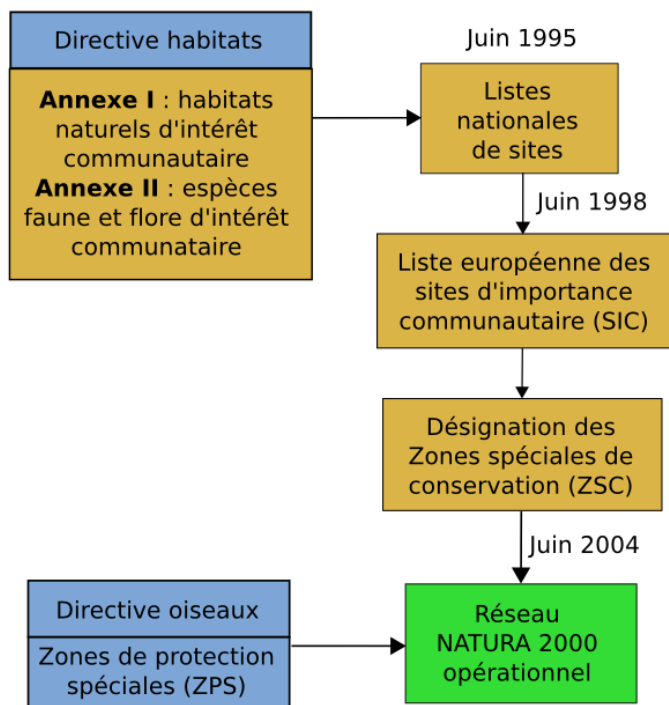 Directive habitats
Annexe I : habitats
naturels d'intérêt
communautaire
Annexe II : espèces
faune et flore d'intérêt
communataire
Juin 1995
Listes
nationales
de sites
Juin 1998
Liste européenne des
sites d'importance
communautaire (SIC)
Désignation des
Zones spéciales de
conservation (ZSC)
Juin 2004
Directive oiseaux
Zones de protection
spéciales (ZPS)
Réseau
NATURA 2000
opérationnel